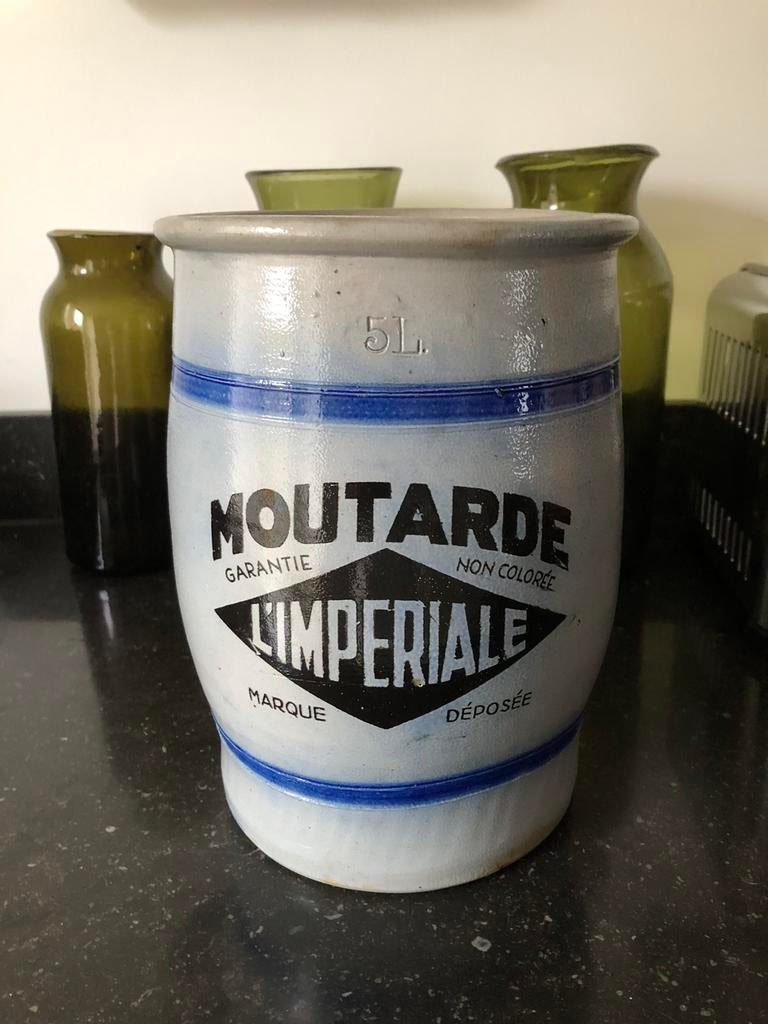 5L.
MOUTARDE
GARANTIE NON COLORÉE
L'IMPERIALE
MARQUE DÉPOSÉE